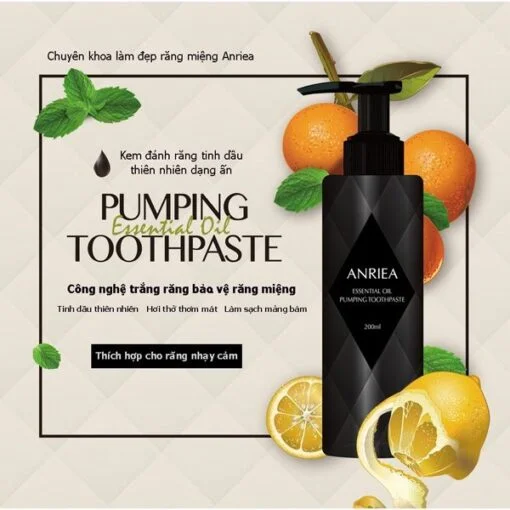 Chuyên khoa làm đẹp răng miệng Anriea
Kem đánh răng tinh dầu
thiên nhiên dạng ấn
PUMPING
Essential Oil
TOOTHPASTE
Công nghệ trắng răng bảo vệ răng miệng
Tinh dầu thiên nhiên Hơi thở thơm mát Làm sạch mảng bám
Thích hợp cho răng nhạy cảm
ANRIEA
ESSENTIAL OIL
PUMPING TOOTHPASTE
200ml